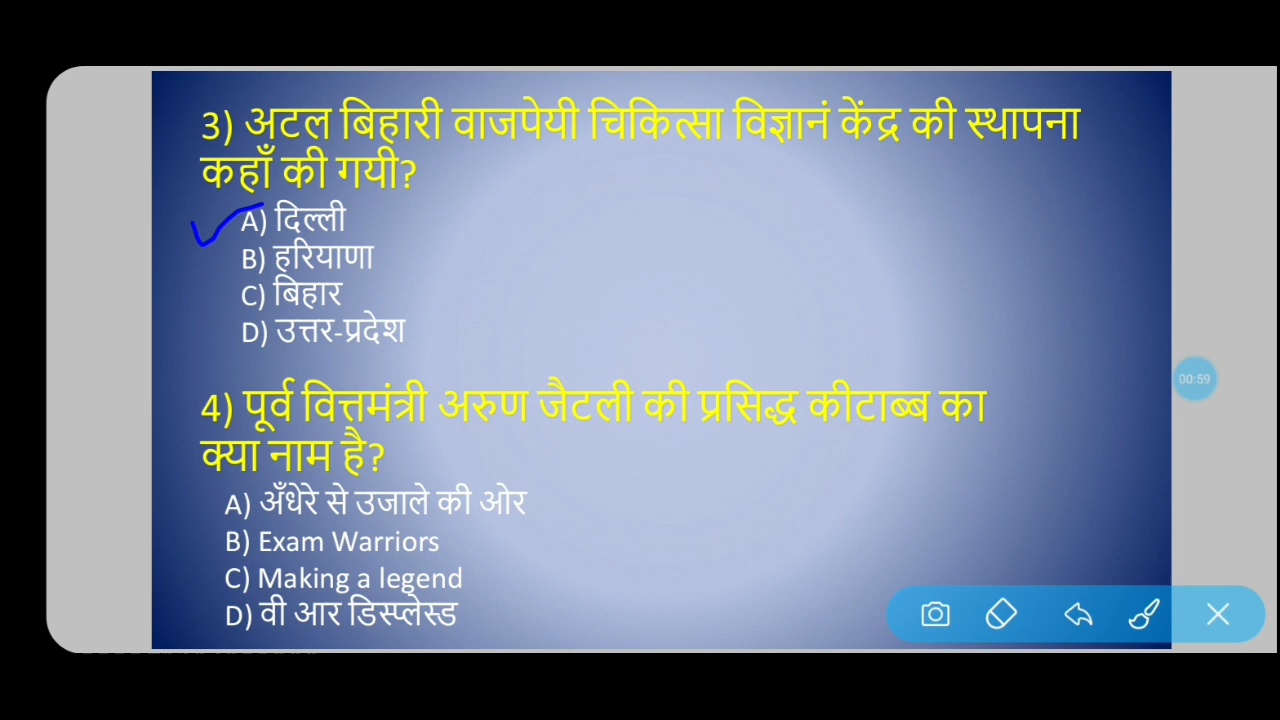 3) अटल बिहारी वाजपेयी चिकित्सा विज्ञानं केंद्र की स्थापना
कहाँ की गयी?
A) दिल्ली
B) हरियाणा
C) बिहार
D) उत्तर-प्रदेश
00:59
4) पूर्व वित्तमंत्री अरुण जैटली की प्रसिद्ध कीटाब्ब का
क्या नाम है?
A) अँधेरे से उजाले की ओर
B) Exam Warriors
C) Making a legend
D) वी आर डिस्प्लेस्ड